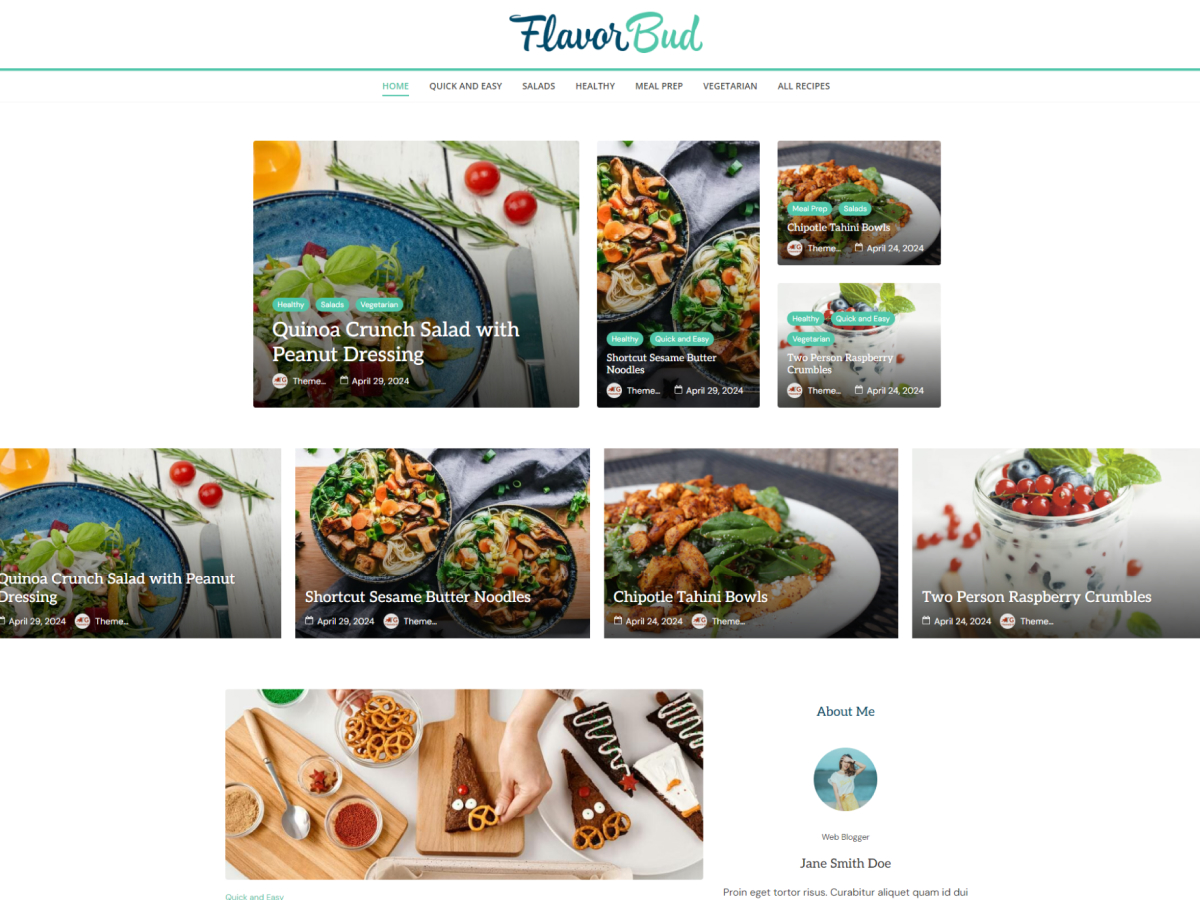 FlavorBud
HOME QUICK AND EASY SALADS HEALTHY MEAL PREP VEGETARIAN ALL RECIPES
Healthy Salads Vegetarian
Quinoa Crunch Salad with
Peanut Dressing
Theme... April 29, 2024
Healthy Quick and Easy
Shortcut Sesame Butter
Noodles
Theme... April 29, 2024
Meal Prep Salads
Chipotle Tahini Bowls
Theme... April 24, 2024
Healthy Quick and Easy
Vegetarian
Two Person Raspberry
Crumbles
Theme... April 24, 2024
Quinoa Crunch Salad with Peanut
Dressing
April 29, 2024 Theme...
Shortcut Sesame Butter Noodles
April 29, 2024 Theme...
Chipotle Tahini Bowls
April 24, 2024 Theme...
Two Person Raspberry Crumbles
April 24, 2024 Theme...
Quick and Easy
About Me
Web Blogger
Jane Smith Doe
Proin eget tortor risus. Curabitur aliquet quam id dui